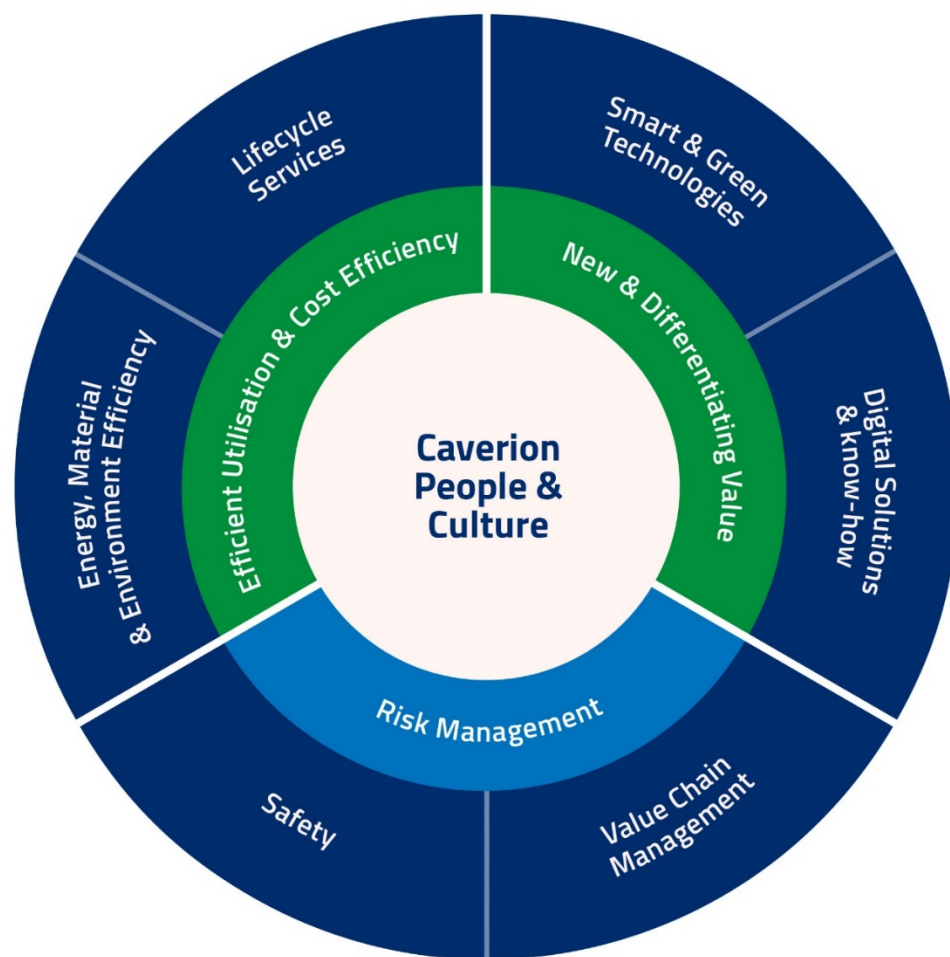 Lifecycle
Services
Smart & Green
Technologies
Efficient Utilisation & Cost Efficiency
New & Differentiating Value
Energy, Material
& Environment Efficiency
Caverion
People &
Culture
Digital Solutions
& know-how
Risk Management
Safety
Value Chain
Management